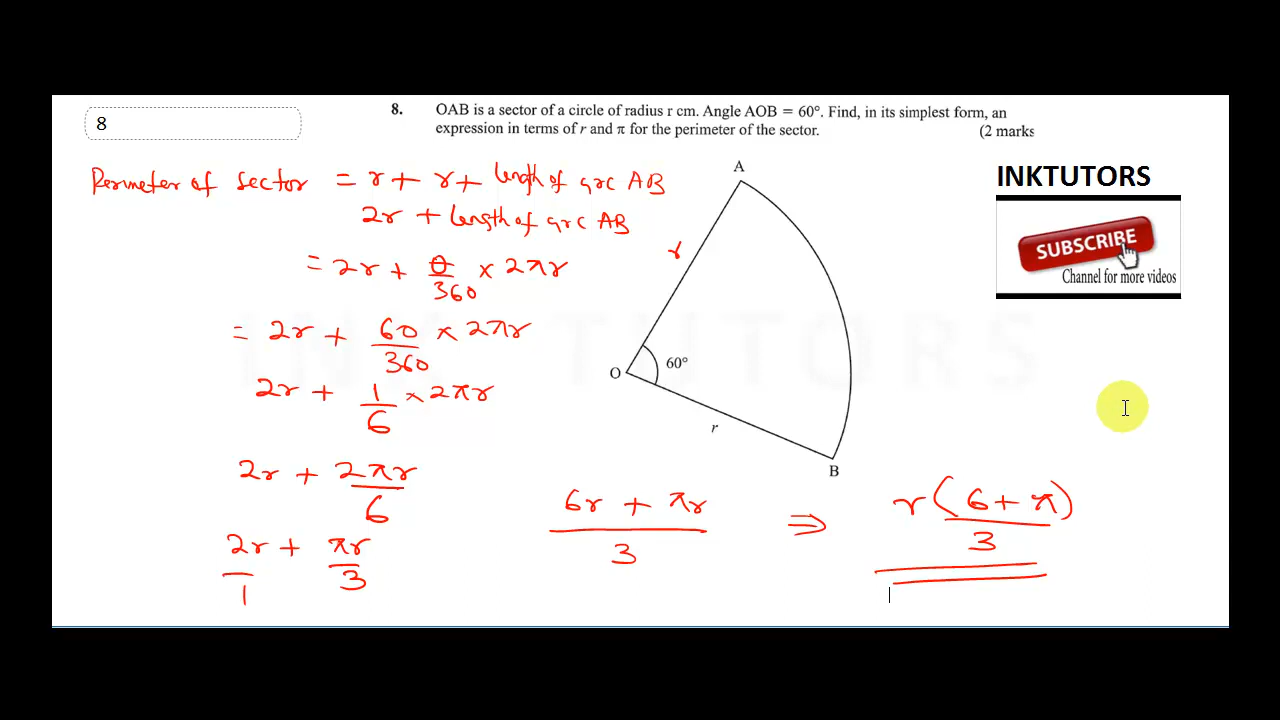 8
8. OAB is a sector of a circle of radius r cm. Angle AOB = 60°. Find, in its simplest form, an
expression in terms of r and π for the perimeter of the sector. (2 marks
Perimeter of sector = r + r + length of arc AB
2r + length of arc AB
= 2r + θ/360 × 2πr
= 2r + 60/360 × 2πr
2r + 1/6 × 2πr
2r + 2πr/6
2r/1 + πr/3
6r + πr/3 ⇒ r(6+π)/3
A
r
O 60°
r
B
INKTUTORS
SUBSCRIBE
Channel for more videos
INK TUTORS